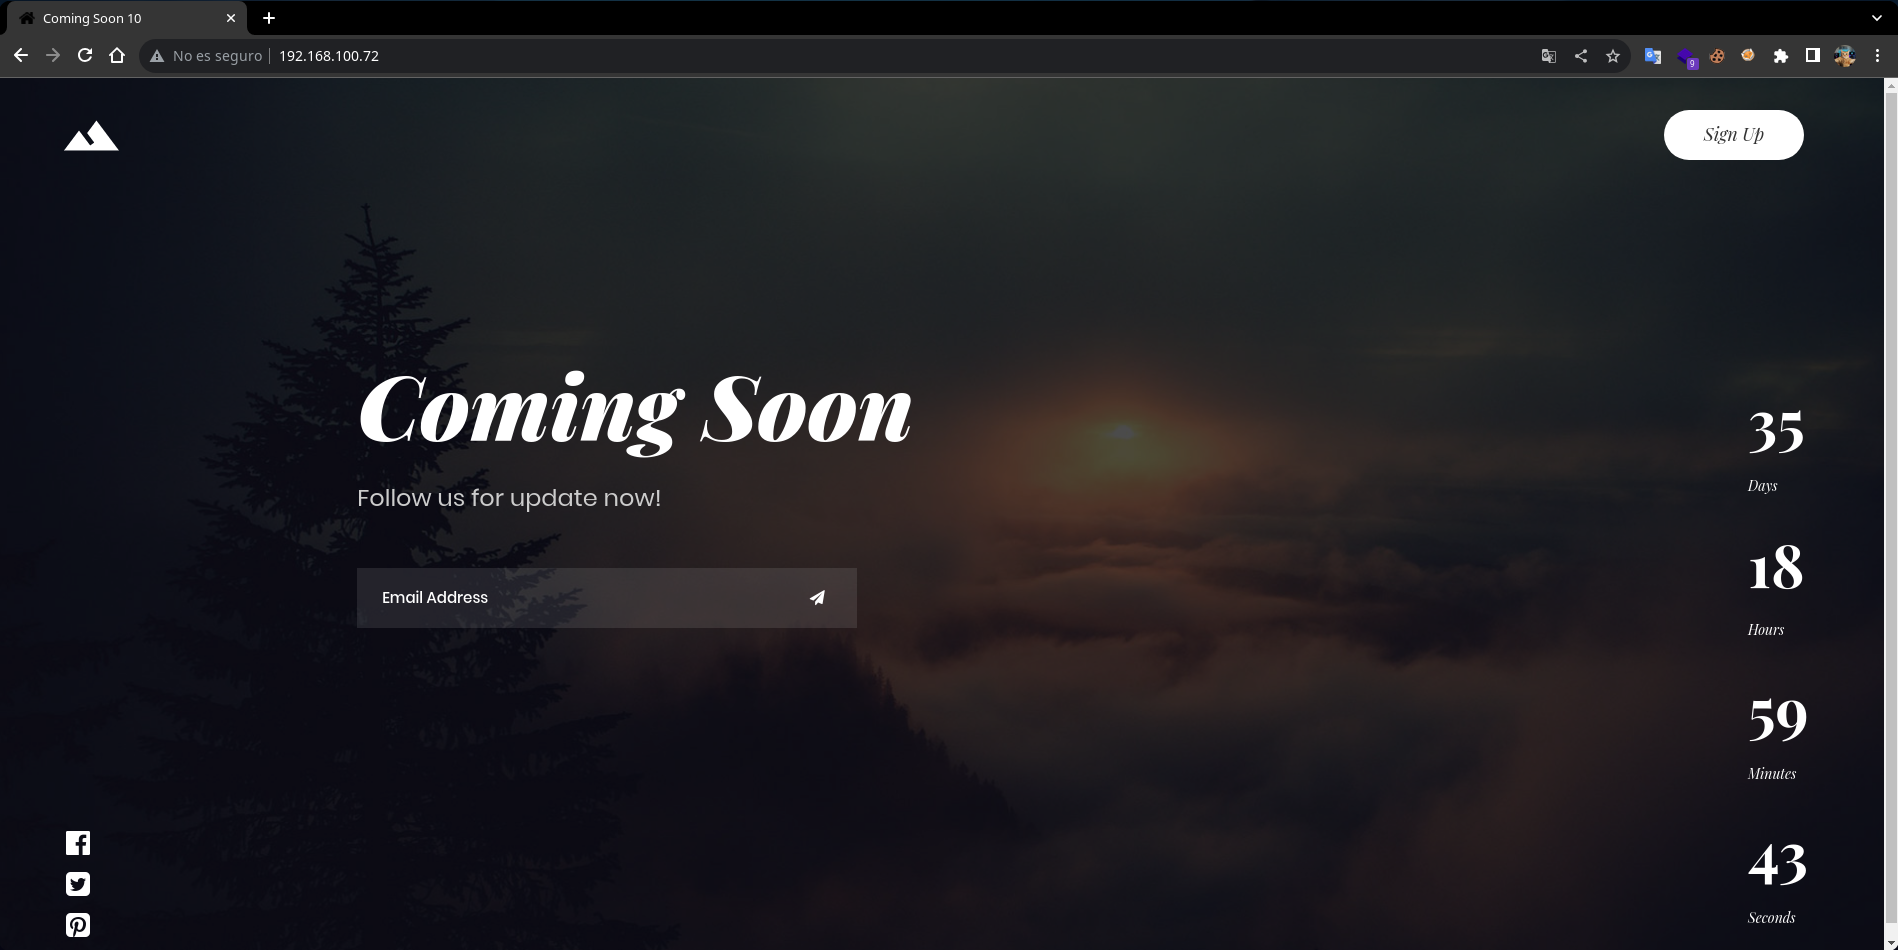 Coming Soon 10
No es seguro
192.168.100.72
9
Sign Up
Coming Soon
Follow us for update now!
Email Address
35
Days
18
Hours
59
Minutes
43
Seconds